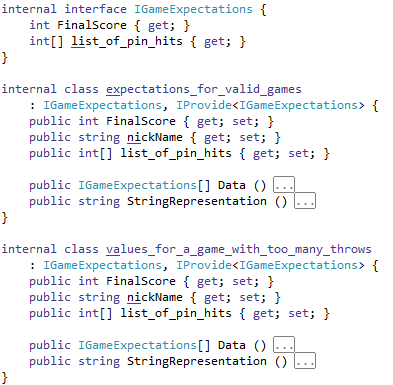 internal interface IGameExpectations {
    int FinalScore { get; }
    int[] list_of_pin_hits { get; }
}

internal class expectations_for_valid_games
    : IGameExpectations, IProvide<IGameExpectations> {
    public int FinalScore { get; set; }
    public string nickName { get; set; }
    public int[] list_of_pin_hits { get; set; }

    public IGameExpectations[] Data () ...
    public string StringRepresentation () ...
}

internal class values_for_a_game_with_too_many_throws
    : IGameExpectations, IProvide<IGameExpectations> {
    public int FinalScore { get; set; }
    public string nickName { get; set; }
    public int[] list_of_pin_hits { get; set; }

    public IGameExpectations[] Data () ...
    public string StringRepresentation () ...
}